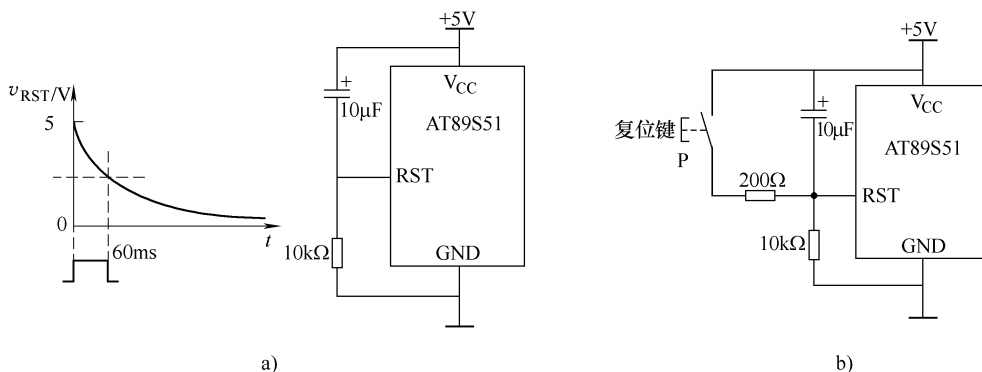 v_RST/V
5
0
60ms
t
+5V
+
10μF
V_CC
AT89S51
RST
10kΩ
GND
a)
+5V
复位键
P
+
10μF
V_CC
AT89S51
200Ω
RST
10kΩ
GND
b)